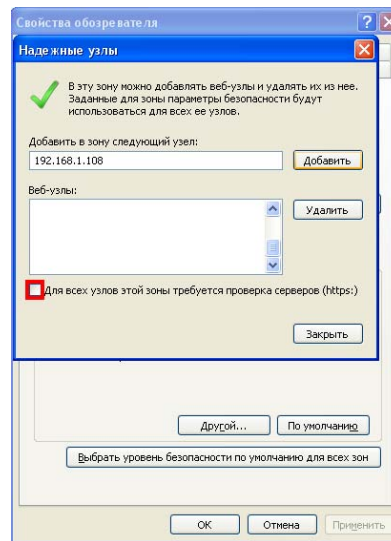 Свойства обозревателя
Надежные узлы
В эту зону можно добавлять веб-узлы и удалять их из нее.
Заданные для зоны параметры безопасности будут
использоваться для всех ее узлов.
Добавить в зону следующий узел:
192.168.1.108
Добавить
Веб-узлы:
Удалить
Для всех узлов этой зоны требуется проверка серверов (https:)
Закрыть
Другой...
По умолчанию
Выбрать уровень безопасности по умолчанию для всех зон
ОК
Отмена
Применить